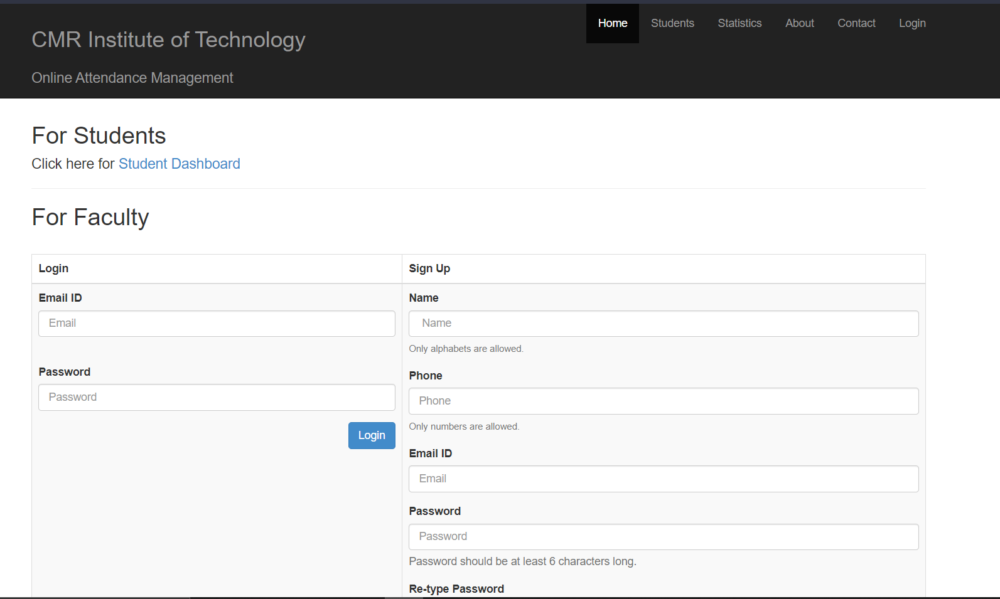 Home Students Statistics About Contact Login
CMR Institute of Technology
Online Attendance Management
For Students
Click here for Student Dashboard
For Faculty
Login
Email ID
Email
Password
Password
Login
Sign Up
Name
Name
Only alphabets are allowed.
Phone
Phone
Only numbers are allowed.
Email ID
Email
Password
Password
Password should be at least 6 characters long.
Re-type Password